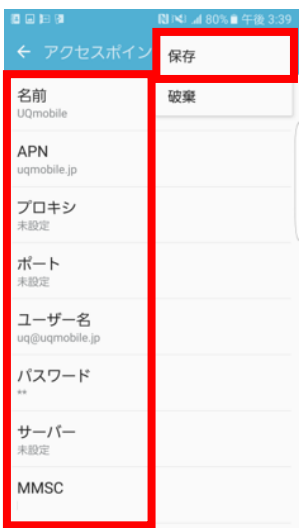 80% 午後 3:39
← アクセスポイン
保存
破棄
名前
UQmobile
APN
uqmobile.jp
プロキシ
未設定
ポート
未設定
ユーザー名
uq@uqmobile.jp
パスワード
**
サーバー
未設定
MMSC